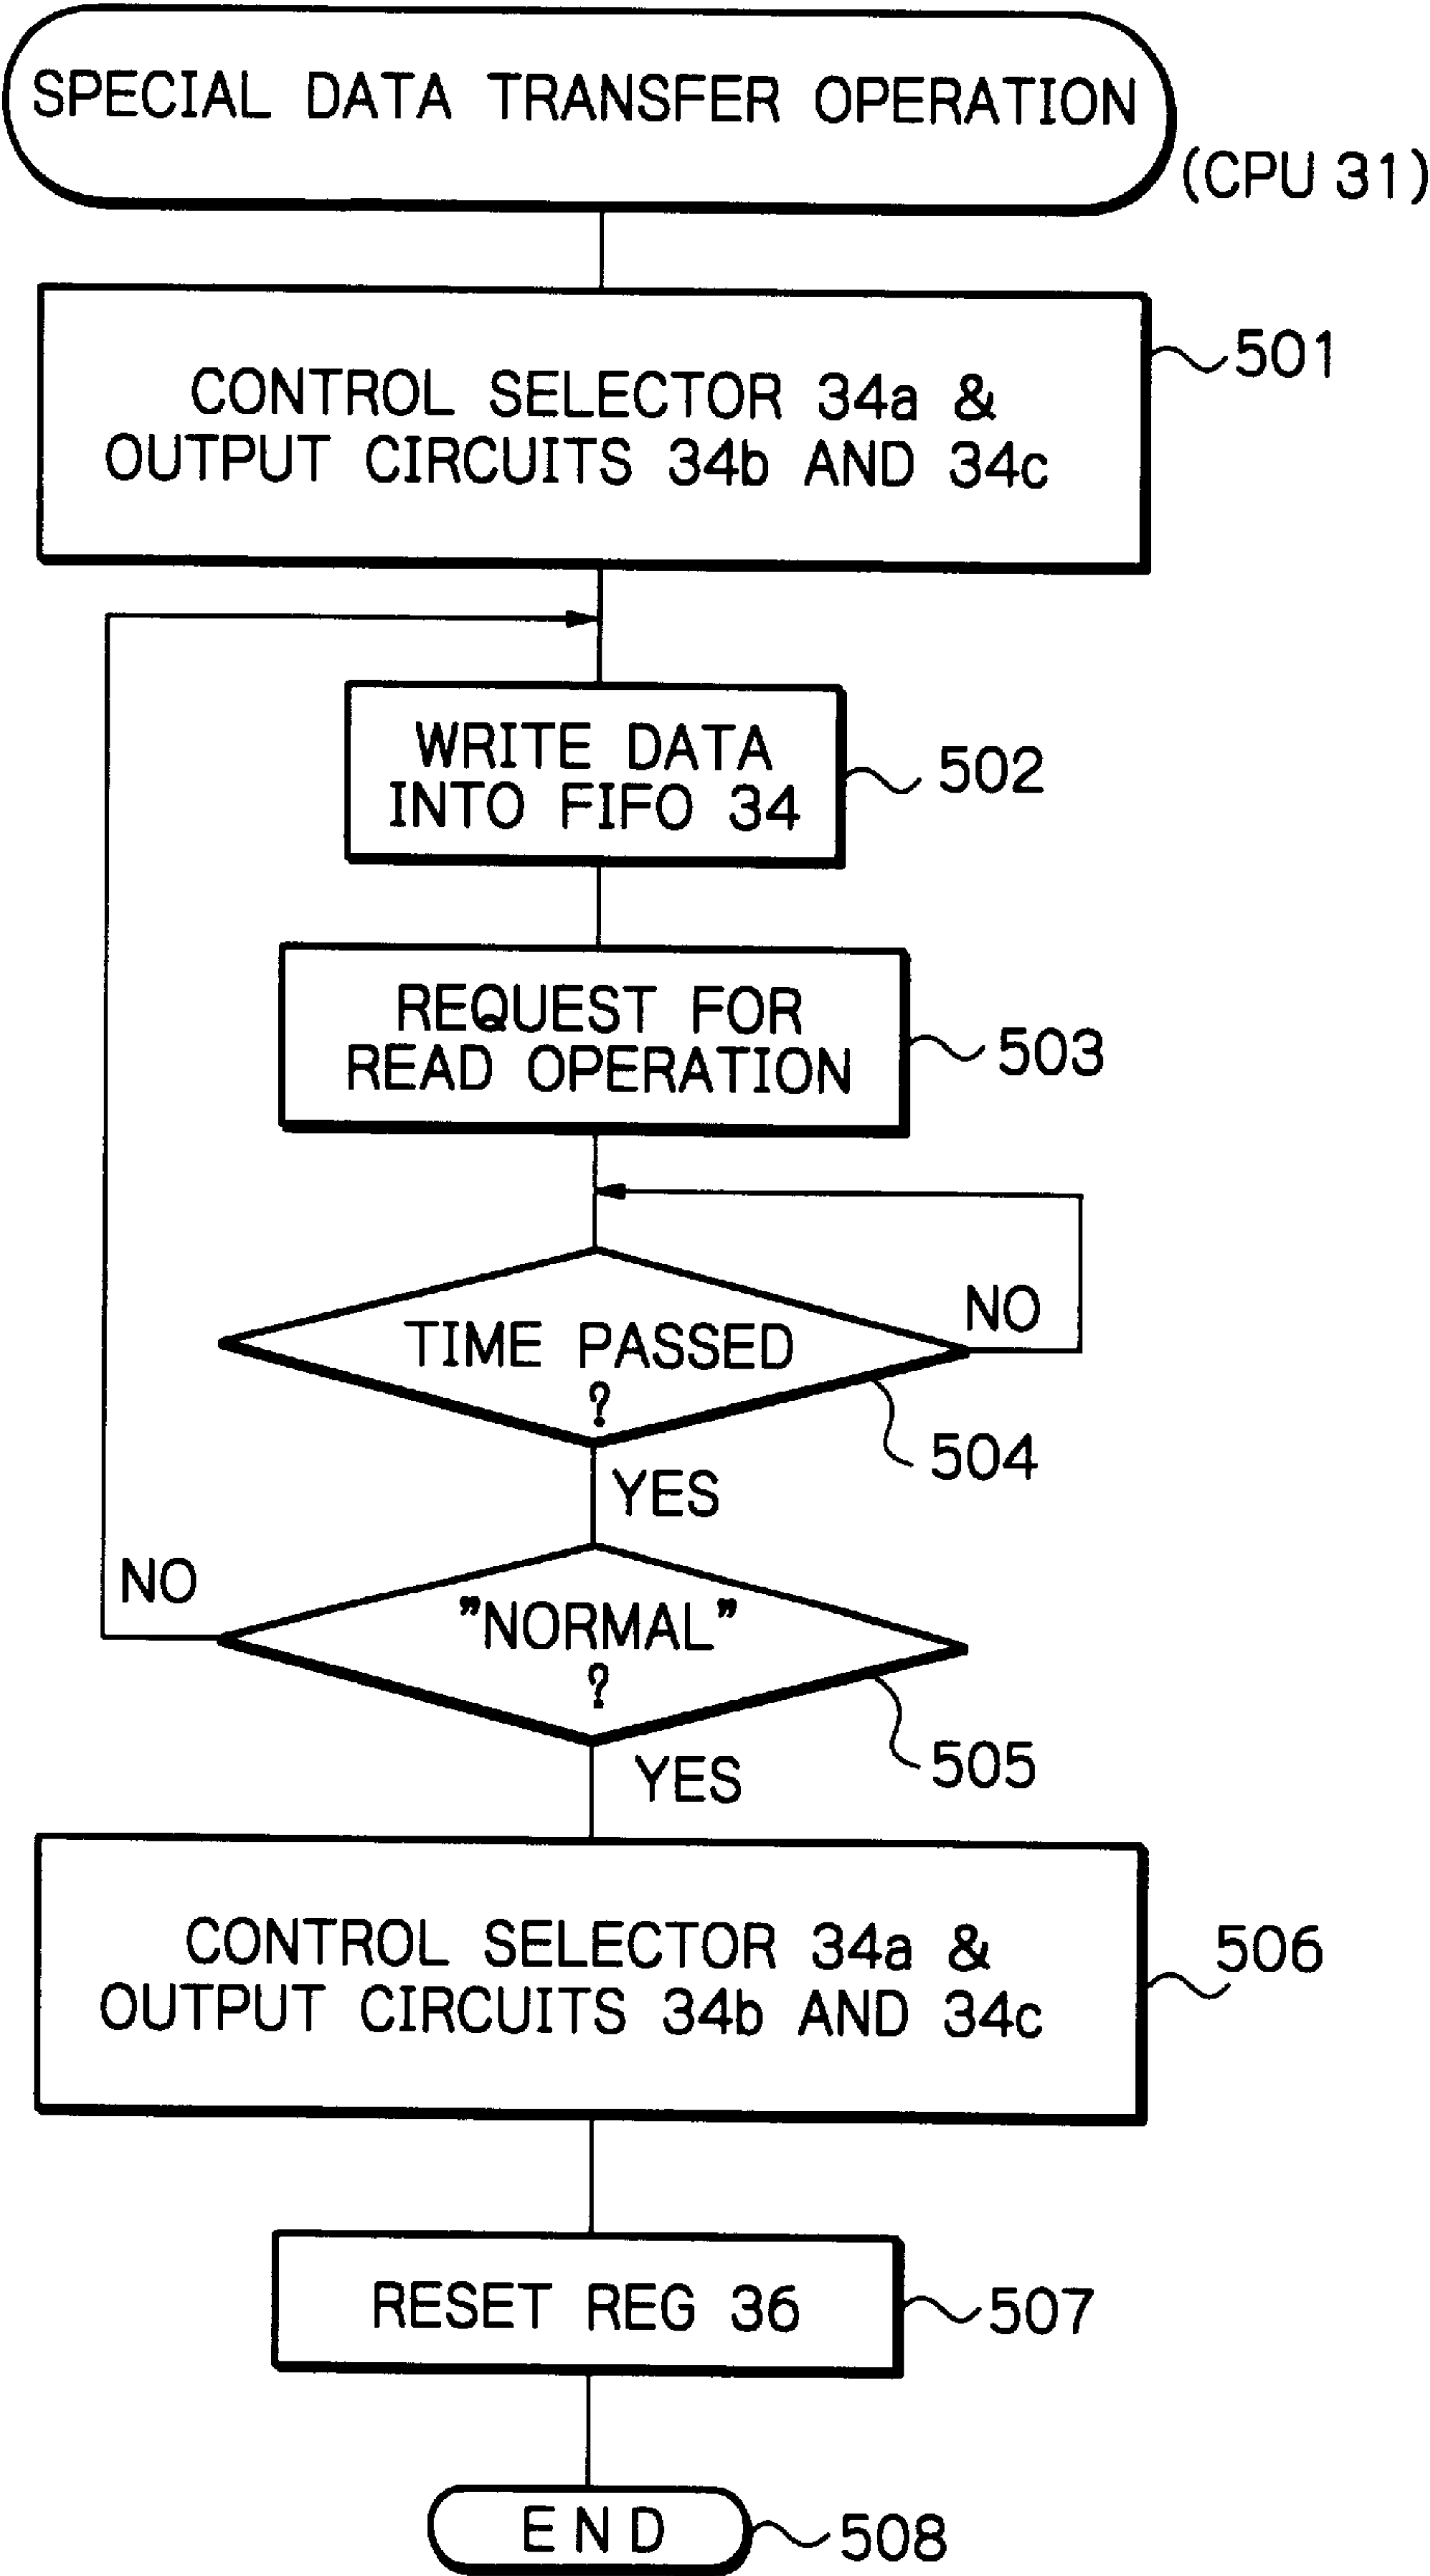 SPECIAL DATA TRANSFER OPERATION
(CPU 31)
CONTROL SELECTOR 34a &
OUTPUT CIRCUITS 34b AND 34c
501
WRITE DATA
INTO FIFO 34
502
REQUEST FOR
READ OPERATION
503
TIME PASSED
?
NO
504
YES
"NORMAL"
?
NO
505
YES
CONTROL SELECTOR 34a &
OUTPUT CIRCUITS 34b AND 34c
506
RESET REG 36
507
END
508